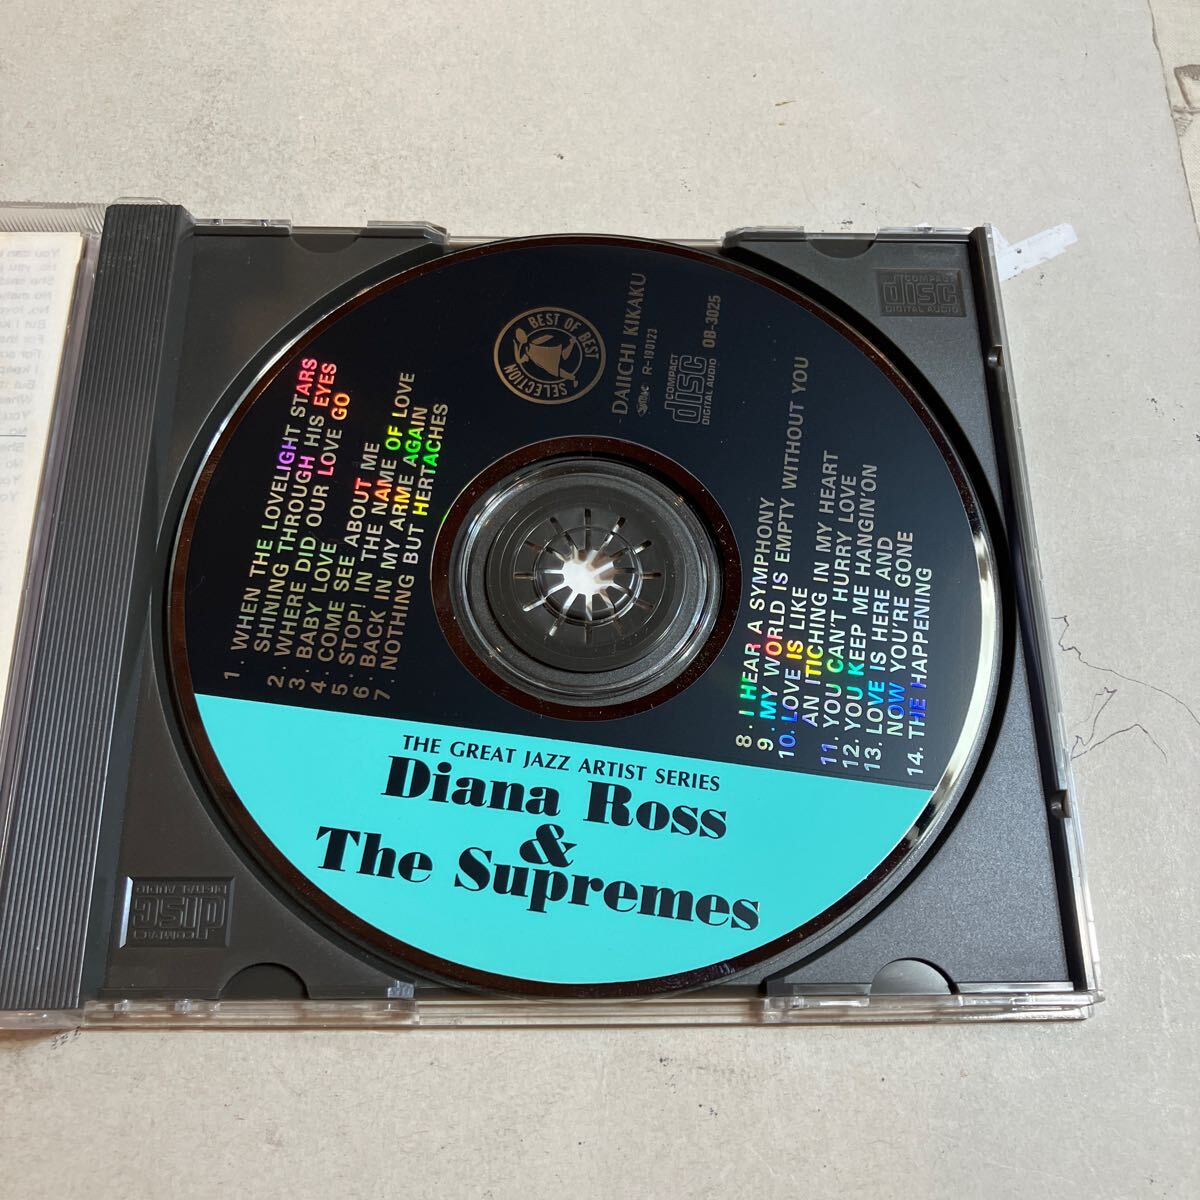 BEST OF BEST
SELECTION
DAIICHI KIKAKU
R-190123
COMPACT
disc
DIGITAL AUDIO
OB-3025
1. WHEN THE LOVELIGHT STARS
SHINING THROUGH HIS EYES
2. WHERE DID OUR LOVE GO
3. BABY LOVE
4. COME SEE ABOUT ME
5. STOP! IN THE NAME OF LOVE
6. BACK IN MY ARME AGAIN
7. NOTHING BUT HERTACHES
8. I HEAR A SYMPHONY
9. MY WORLD IS EMPTY WITHOUT YOU
10. LOVE IS LIKE
AN ITICHING IN MY HEART
11. YOU CAN'T HURRY LOVE
12. YOU KEEP ME HANGIN'ON
13. LOVE IS HERE AND
NOW YOU'RE GONE
14. THE HAPPENING
THE GREAT JAZZ ARTIST SERIES
Diana Ross
&
The Supremes
COMPACT
disc
DIGITAL AUDIO
COMPACT
disc
DIGITAL AUDIO